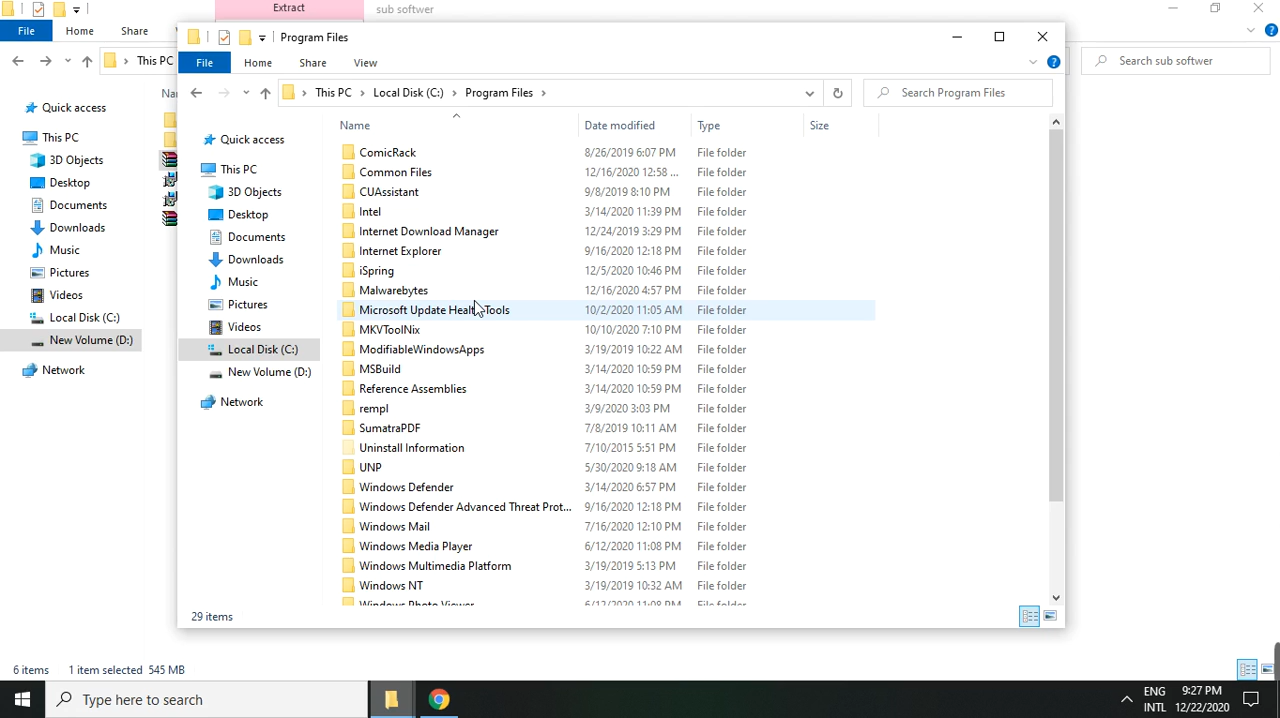 Extract
sub softwer
File
Home
Share
This PC
Search sub softwer
Quick access
This PC
3D Objects
Desktop
Documents
Downloads
Music
Pictures
Videos
Local Disk (C:)
New Volume (D:)
Network
6 items
1 item selected 545 MB
Program Files
File
Home
Share
View
This PC
Local Disk (C:)
Program Files
Search Program Files
Quick access
This PC
3D Objects
Desktop
Documents
Downloads
Music
Pictures
Videos
Local Disk (C:)
New Volume (D:)
Network
Name Date modified Type Size
ComicRack 8/26/2019 6:07 PM File folder
Common Files 12/16/2020 12:58 ... File folder
CUAssistant 9/8/2019 8:10 PM File folder
Intel 3/14/2020 11:39 PM File folder
Internet Download Manager 12/24/2019 3:29 PM File folder
Internet Explorer 9/16/2020 12:18 PM File folder
iSpring 12/5/2020 10:46 PM File folder
Malwarebytes 12/16/2020 4:57 PM File folder
Microsoft Update Health Tools 10/2/2020 11:05 AM File folder
MKVToolNix 10/10/2020 7:10 PM File folder
ModifiableWindowsApps 3/19/2019 10:22 AM File folder
MSBuild 3/14/2020 10:59 PM File folder
Reference Assemblies 3/14/2020 10:59 PM File folder
rempl 3/9/2020 3:03 PM File folder
SumatraPDF 7/8/2019 10:11 AM File folder
Uninstall Information 7/10/2015 5:51 PM File folder
UNP 5/30/2020 9:18 AM File folder
Windows Defender 3/14/2020 6:57 PM File folder
Windows Defender Advanced Threat Prot... 9/16/2020 12:18 PM File folder
Windows Mail 7/16/2020 12:10 PM File folder
Windows Media Player 6/12/2020 11:08 PM File folder
Windows Multimedia Platform 3/19/2019 5:13 PM File folder
Windows NT 3/19/2019 10:32 AM File folder
Windows Photo Viewer 6/12/2020 11:08 PM File folder
29 items
Type here to search
ENG
INTL
9:27 PM
12/22/2020